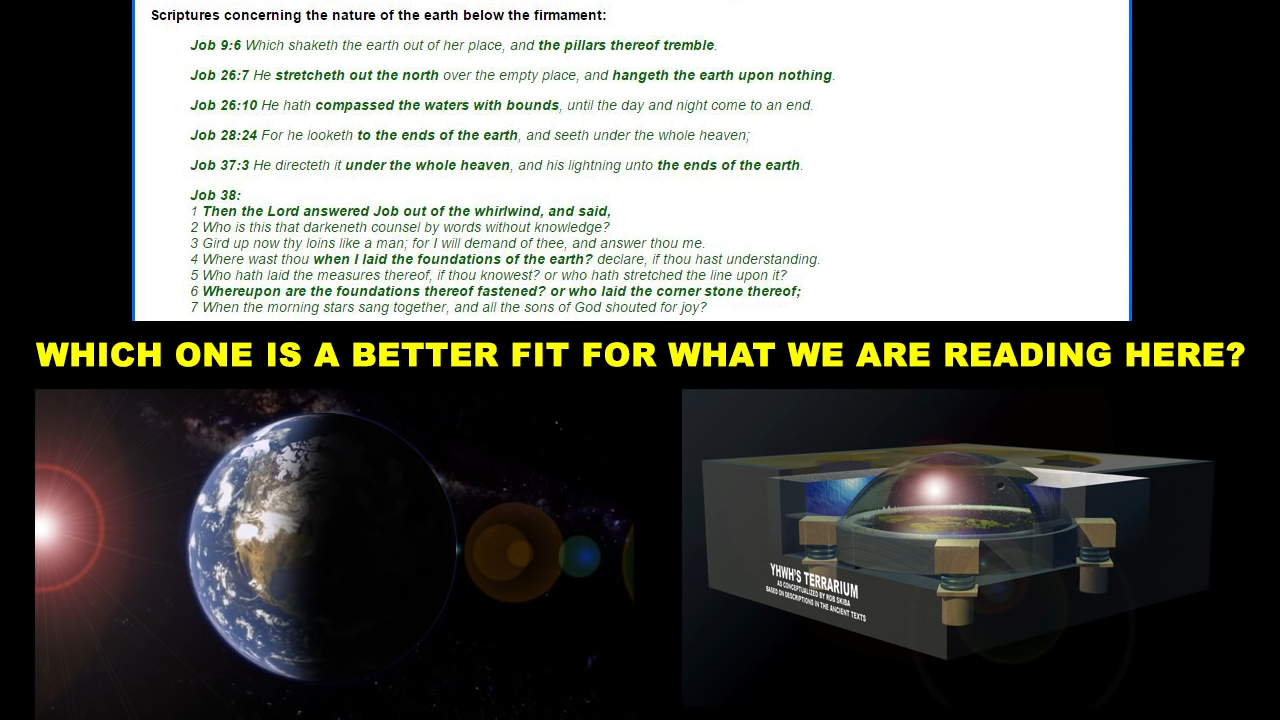 Scriptures concerning the nature of the earth below the firmament:
Job 9:6 Which shaketh the earth out of her place, and the pillars thereof tremble.
Job 26:7 He stretcheth out the north over the empty place, and hangeth the earth upon nothing.
Job 26:10 He hath compassed the waters with bounds, until the day and night come to an end.
Job 28:24 For he looketh to the ends of the earth, and seeth under the whole heaven;
Job 37:3 He directeth it under the whole heaven, and his lightning unto the ends of the earth.
Job 38:
1 Then the Lord answered Job out of the whirlwind, and said,
2 Who is this that darkeneth counsel by words without knowledge?
3 Gird up now thy loins like a man; for I will demand of thee, and answer thou me.
4 Where wast thou when I laid the foundations of the earth? declare, if thou hast understanding.
5 Who hath laid the measures thereof, if thou knowest? or who hath stretched the line upon it?
6 Whereupon are the foundations thereof fastened? or who laid the corner stone thereof;
7 When the morning stars sang together, and all the sons of God shouted for joy?
WHICH ONE IS A BETTER FIT FOR WHAT WE ARE READING HERE?
YHWH'S TERRARIUM
AS CONCEPTUALIZED BY ROB SKIBA
BASED ON DESCRIPTIONS IN THE ANCIENT TEXTS